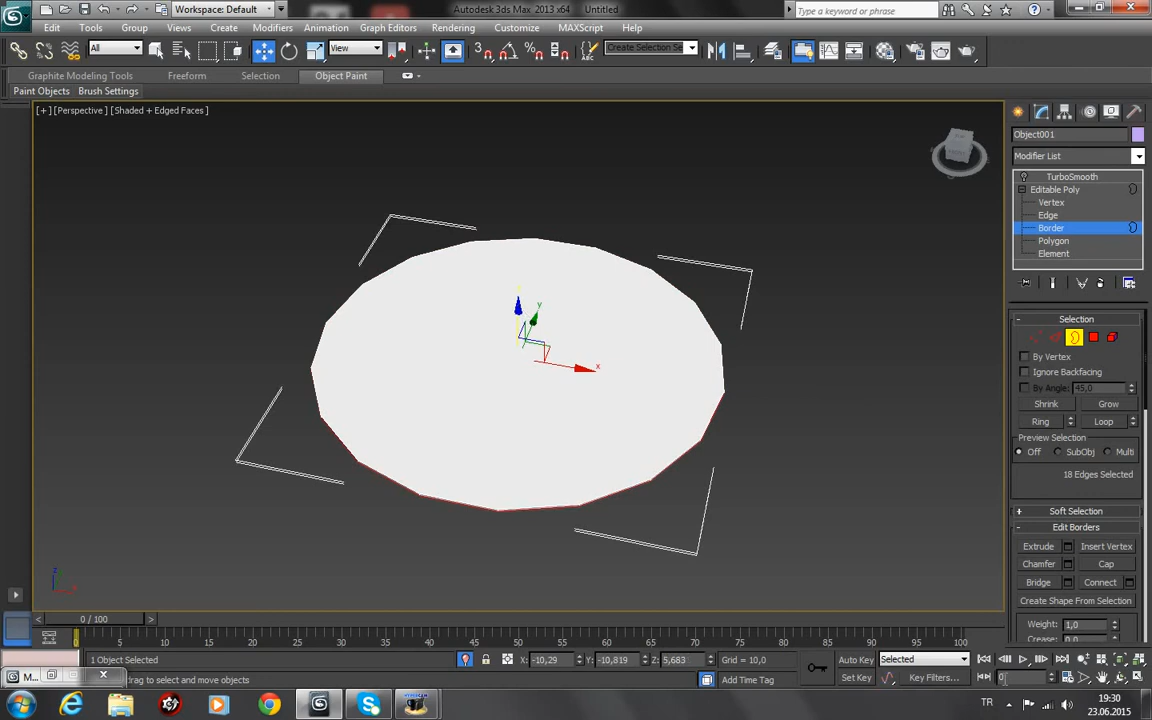 Workspace: Default
Autodesk 3ds Max 2013 x64
Untitled
Type a keyword or phrase
Edit
Tools
Group
Views
Create
Modifiers
Animation
Graph Editors
Rendering
Customize
MAXScript
Help
All
View
Create Selection Se
Graphite Modeling Tools
Freeform
Selection
Object Paint
Paint Objects
Brush Settings
[+] [Perspective] [Shaded + Edged Faces]
Object001
Modifier List
TurboSmooth
Editable Poly
Vertex
Edge
Border
Polygon
Element
Selection
By Vertex
Ignore Backfacing
By Angle: 45,0
Shrink
Grow
Ring
Loop
Preview Selection
Off
SubObj
Multi
18 Edges Selected
Soft Selection
Edit Borders
Extrude
Insert Vertex
Chamfer
Cap
Bridge
Connect
Create Shape From Selection
Weight: 1,0
Crease: 0,0
x
y
z
0 / 100
0 5 10 15 20 25 30 35 40 45 50 55 60 65 70 75 80 85 90 95 100
1 Object Selected
X: -10,29
Y: -10,819
Z: 5,683
Grid = 10,0
Auto Key
Selected
M...
drag to select and move objects
Add Time Tag
Set Key
Key Filters...
0
TR
19:30
23.06.2015